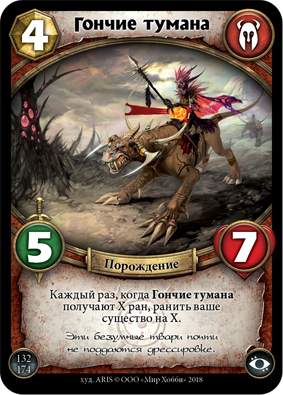 4
Гончие тумана
5
7
Порождение
Каждый раз, когда Гончие тумана
получают X ран, ранить ваше
существо на X.
Эти безумные твари почти
не поддаются дрессировке.
132
174
худ. ARIS © ООО «Мир Хобби» 2018